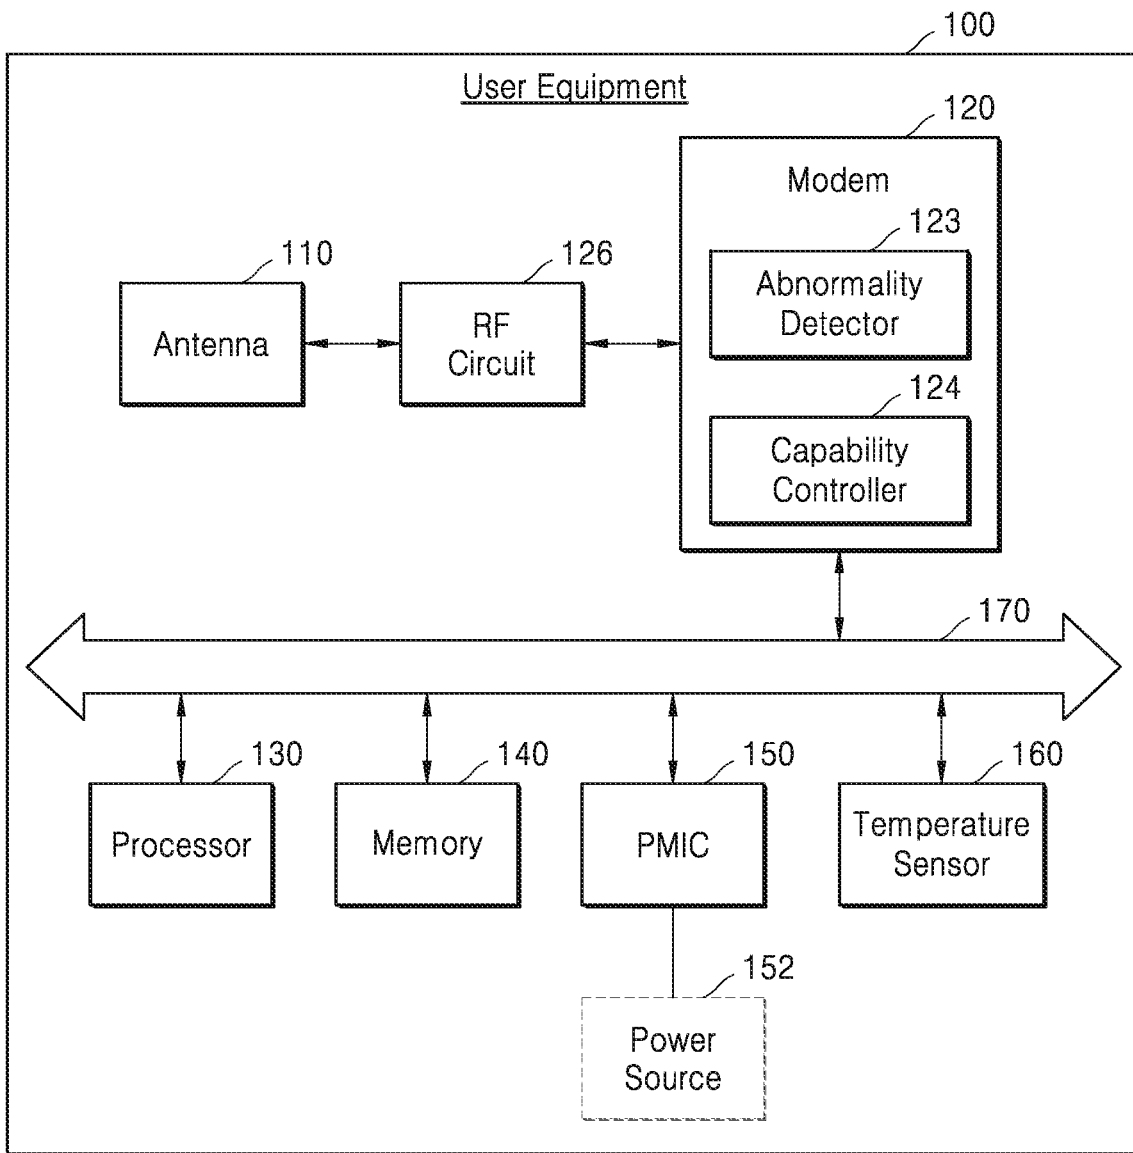 100
User Equipment
120
Modem
110
126
123
Antenna
RF
Circuit
Abnormality
Detector
124
Capability
Controller
170
130
140
150
160
Processor
Memory
PMIC
Temperature
Sensor
152
Power
Source